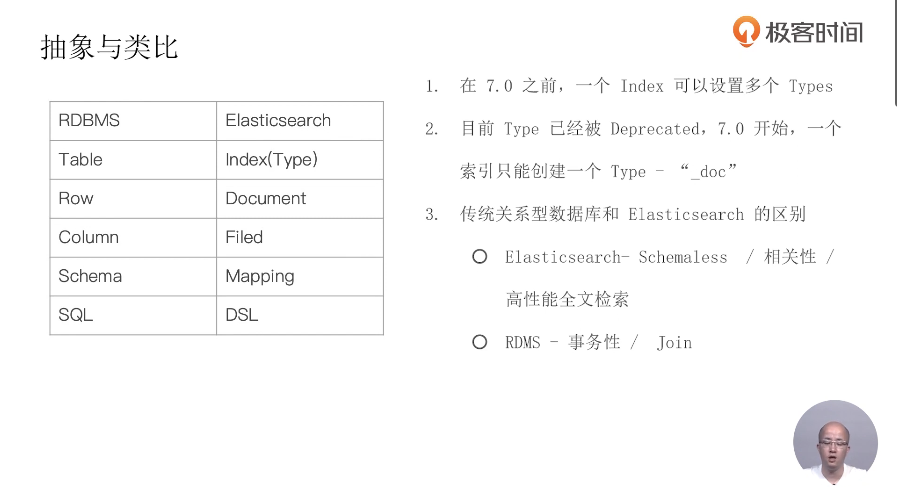 抽象与类比
极客时间
RDBMS Elasticsearch
Table Index(Type)
Row Document
Column Filed
Schema Mapping
SQL DSL
1. 在 7.0 之前，一个 Index 可以设置多个 Types
2. 目前 Type 已经被 Deprecated，7.0 开始，一个
索引只能创建一个 Type - “_doc”
3. 传统关系型数据库和 Elasticsearch 的区别
Elasticsearch- Schemaless / 相关性 /
高性能全文检索
RDMS - 事务性 / Join